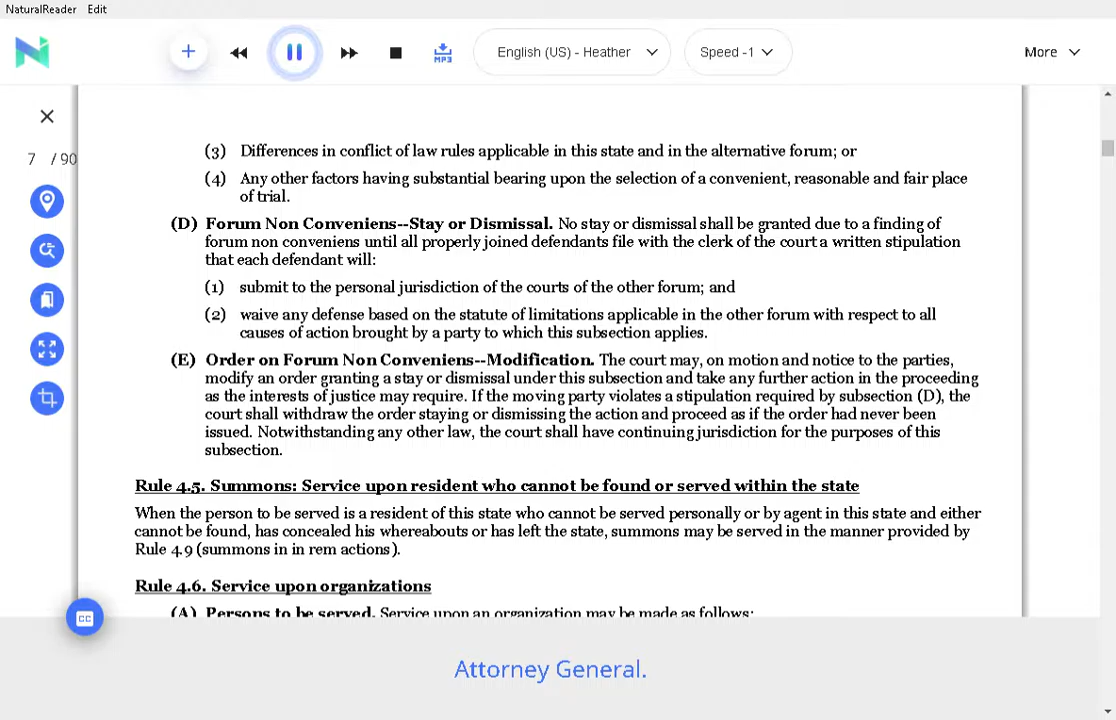 NaturalReader Edit
English (US) - Heather
Speed -1
More
MP3
7 / 90
(3) Differences in conflict of law rules applicable in this state and in the alternative forum; or
(4) Any other factors having substantial bearing upon the selection of a convenient, reasonable and fair place
of trial.
(D) Forum Non Conveniens--Stay or Dismissal. No stay or dismissal shall be granted due to a finding of
forum non conveniens until all properly joined defendants file with the clerk of the court a written stipulation
that each defendant will:
(1) submit to the personal jurisdiction of the courts of the other forum; and
(2) waive any defense based on the statute of limitations applicable in the other forum with respect to all
causes of action brought by a party to which this subsection applies.
(E) Order on Forum Non Conveniens--Modification. The court may, on motion and notice to the parties,
modify an order granting a stay or dismissal under this subsection and take any further action in the proceeding
as the interests of justice may require. If the moving party violates a stipulation required by subsection (D), the
court shall withdraw the order staying or dismissing the action and proceed as if the order had never been
issued. Notwithstanding any other law, the court shall have continuing jurisdiction for the purposes of this
subsection.
Rule 4.5. Summons: Service upon resident who cannot be found or served within the state
When the person to be served is a resident of this state who cannot be served personally or by agent in this state and either
cannot be found, has concealed his whereabouts or has left the state, summons may be served in the manner provided by
Rule 4.9 (summons in in rem actions).
Rule 4.6. Service upon organizations
(A) Persons to be served. Service upon an organization may be made as follows:
CC
Attorney General.